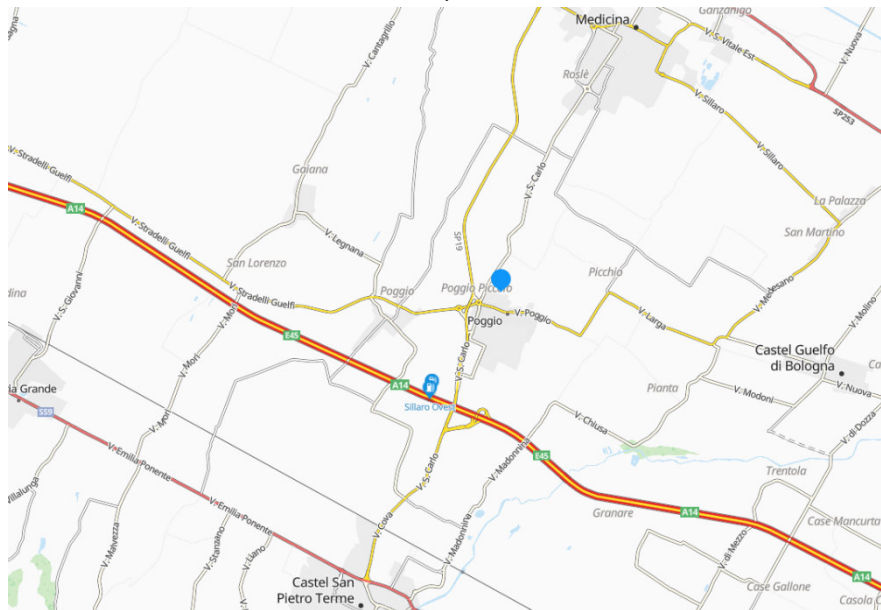 Medicina
Ganzanigo
V. Nuova
V. Cantagrillo
V. S. Vitale Est
Roslè
V. Sillaro
SP253
V. Stradelli Guelfi
Gaiana
V. S. Carlo
V. Sillaro
La Palazza
A14
V. Stradelli Guelfi
V. Legnana
SP19
San Martino
San Lorenzo
Picchio
V. S. Giovanni
V. Stradelli Guelfi
Poggio
Poggio Piccolo
V. Medesano
V. Mori
V. Poggio
Poggio
V. Larga
V. Molino
E45
V. S. Carlo
Castel Guelfo
di Bologna
V. Mori
A14
Pianta
V. Modoni
V. Nuova
Sillaro Ovest
S59
V. Mori
V. Chiusa
V. di Dozza
V. Emilia Ponente
V. S. Carlo
V. Madonnina
E45
Trentola
V. Emilia Ponente
Granare
A14
V. Malvezza
V. Stanzano
V. Liano
V. Cova
V. Madonnina
V. di Mezzo
Castel San
Pietro Terme
Case Gallone
A14